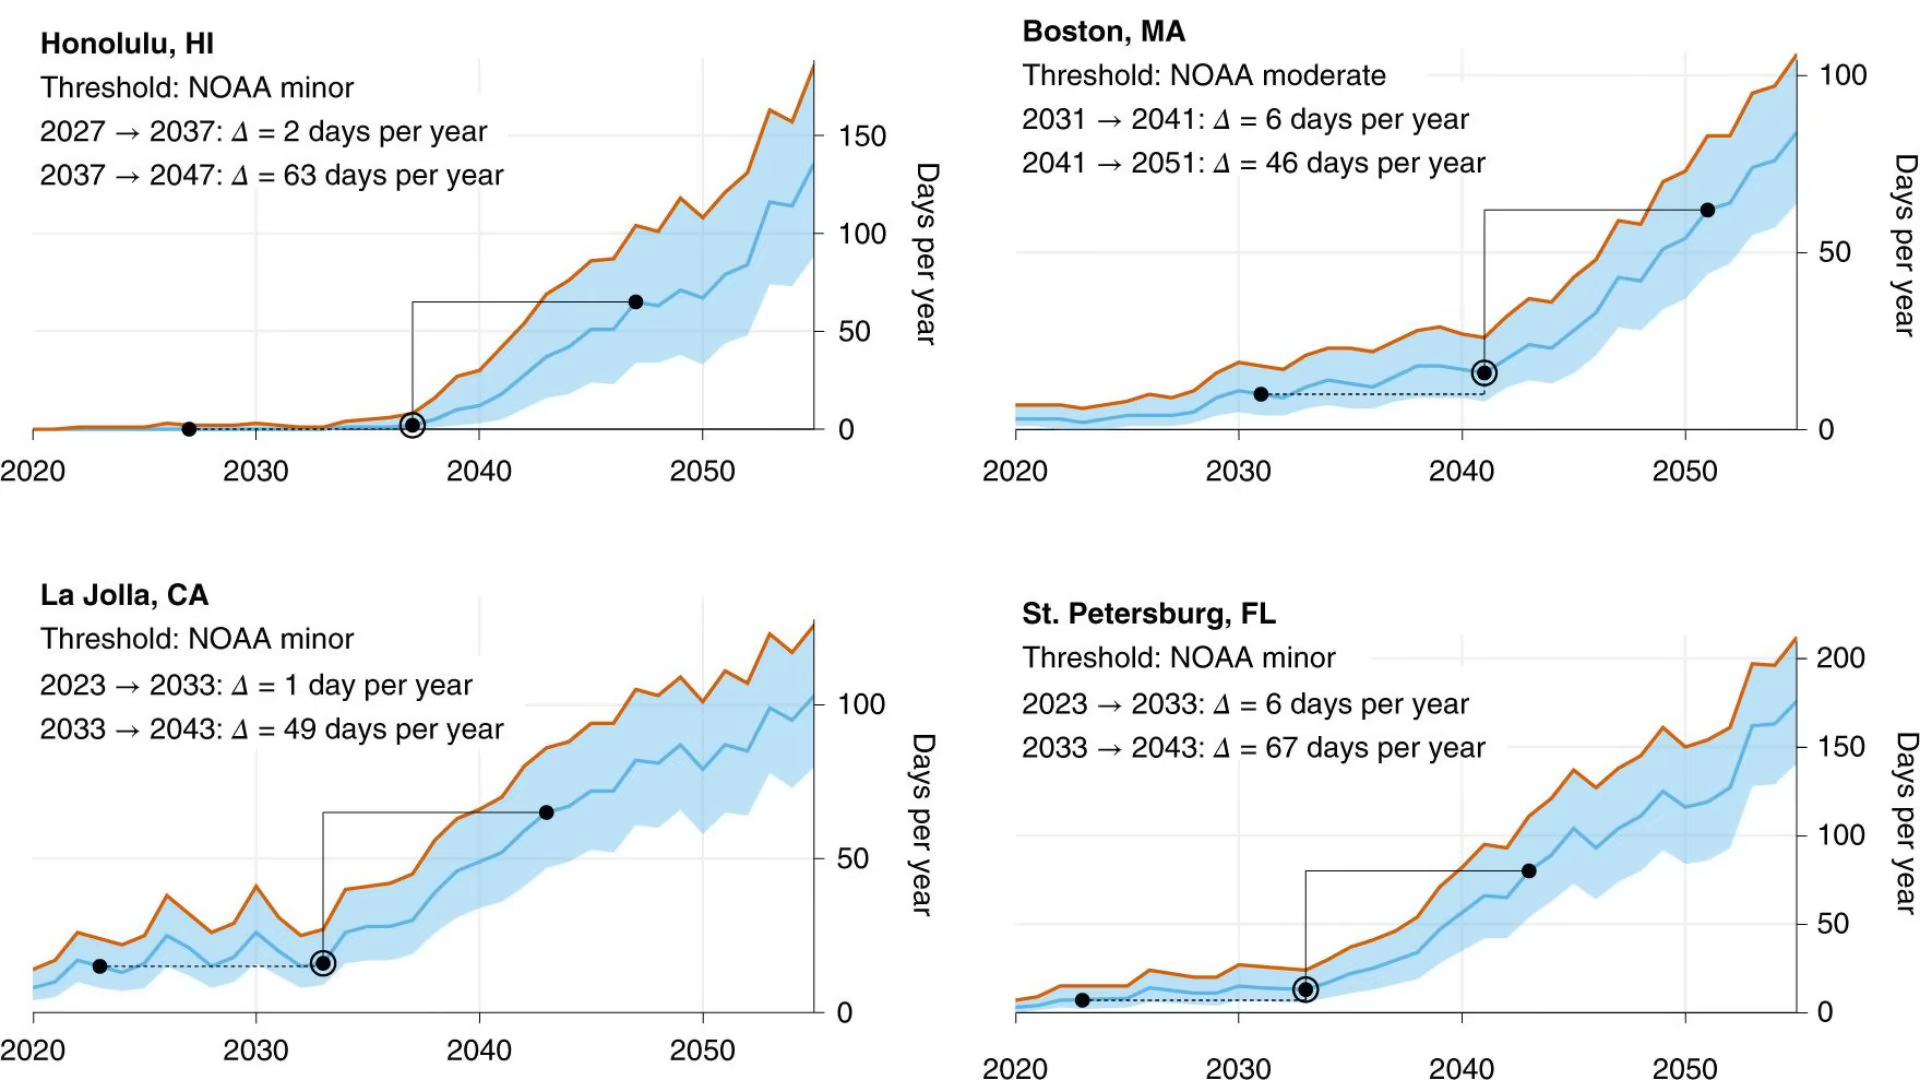 Honolulu, HI
Threshold: NOAA minor
2027 → 2037: Δ = 2 days per year
2037 → 2047: Δ = 63 days per year
150
100
50
0
Days per year
2020 2030 2040 2050
Boston, MA
Threshold: NOAA moderate
2031 → 2041: Δ = 6 days per year
2041 → 2051: Δ = 46 days per year
100
50
0
Days per year
2020 2030 2040 2050
La Jolla, CA
Threshold: NOAA minor
2023 → 2033: Δ = 1 day per year
2033 → 2043: Δ = 49 days per year
100
50
0
Days per year
2020 2030 2040 2050
St. Petersburg, FL
Threshold: NOAA minor
2023 → 2033: Δ = 6 days per year
2033 → 2043: Δ = 67 days per year
200
150
100
50
0
Days per year
2020 2030 2040 2050